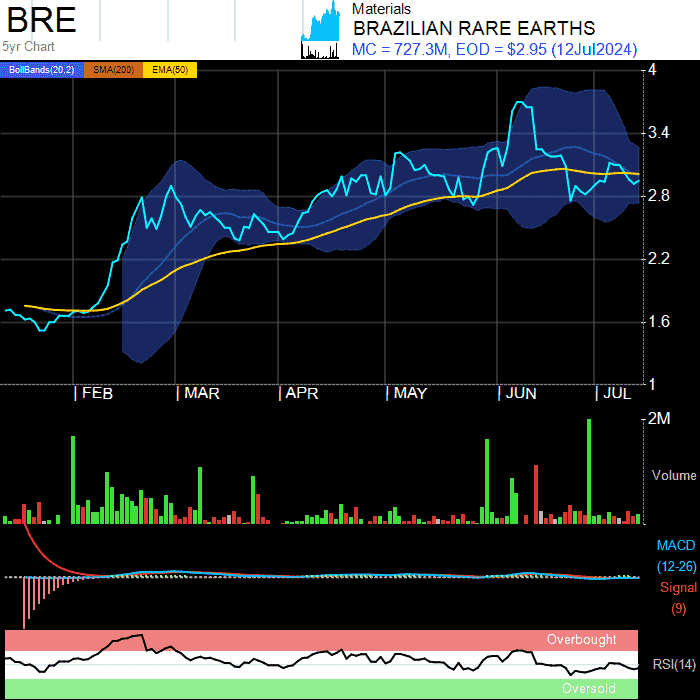 BRE
5yr Chart
Materials
BRAZILIAN RARE EARTHS
MC = 727.3M, EOD = $2.95 (12Jul2024)
BollBands(20,2) SMA(200) EMA(50)
4
3.4
2.8
2.2
1.6
1
| FEB | MAR | APR | MAY | JUN | JUL
2M
Volume
MACD
(12-26)
Signal
(9)
Overbought
RSI(14)
Oversold